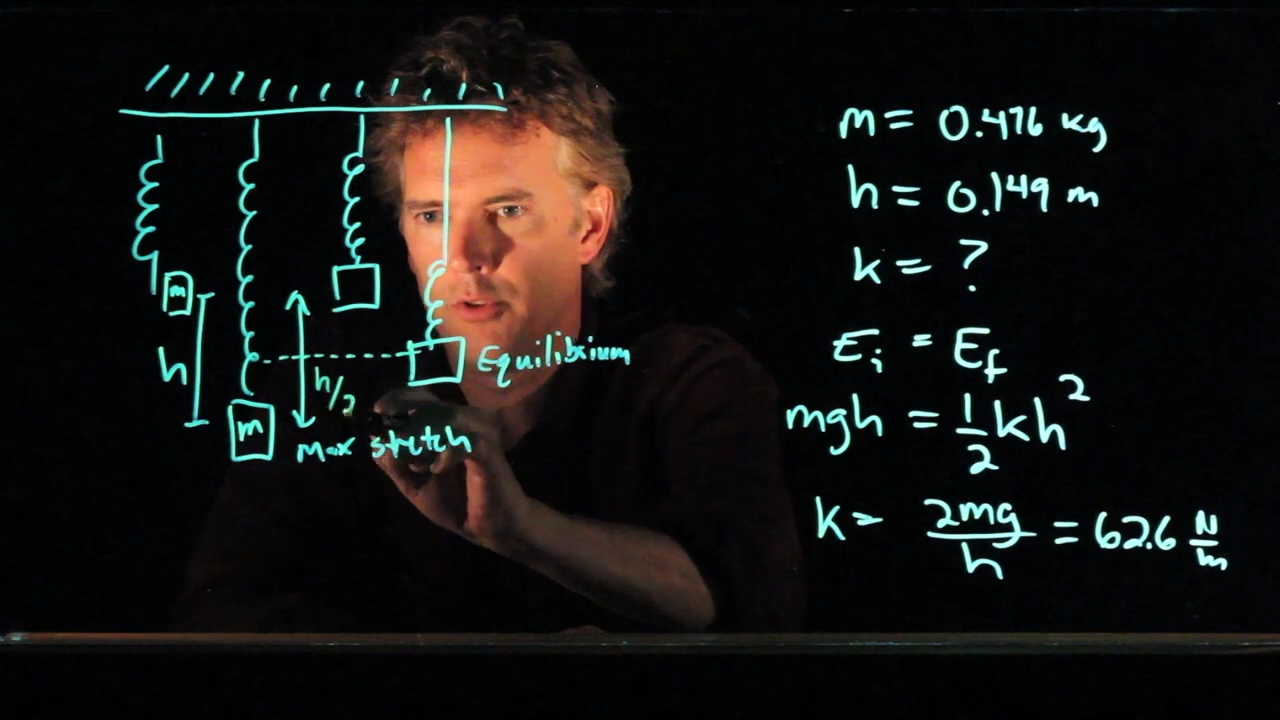 m
h
m
h/2
Equilibrium
Max stretch
m = 0.476 kg
h = 0.149 m
k = ?
Ei = Ef
mgh = 1/2 kh²
k = 2mg/h = 62.6 N/m